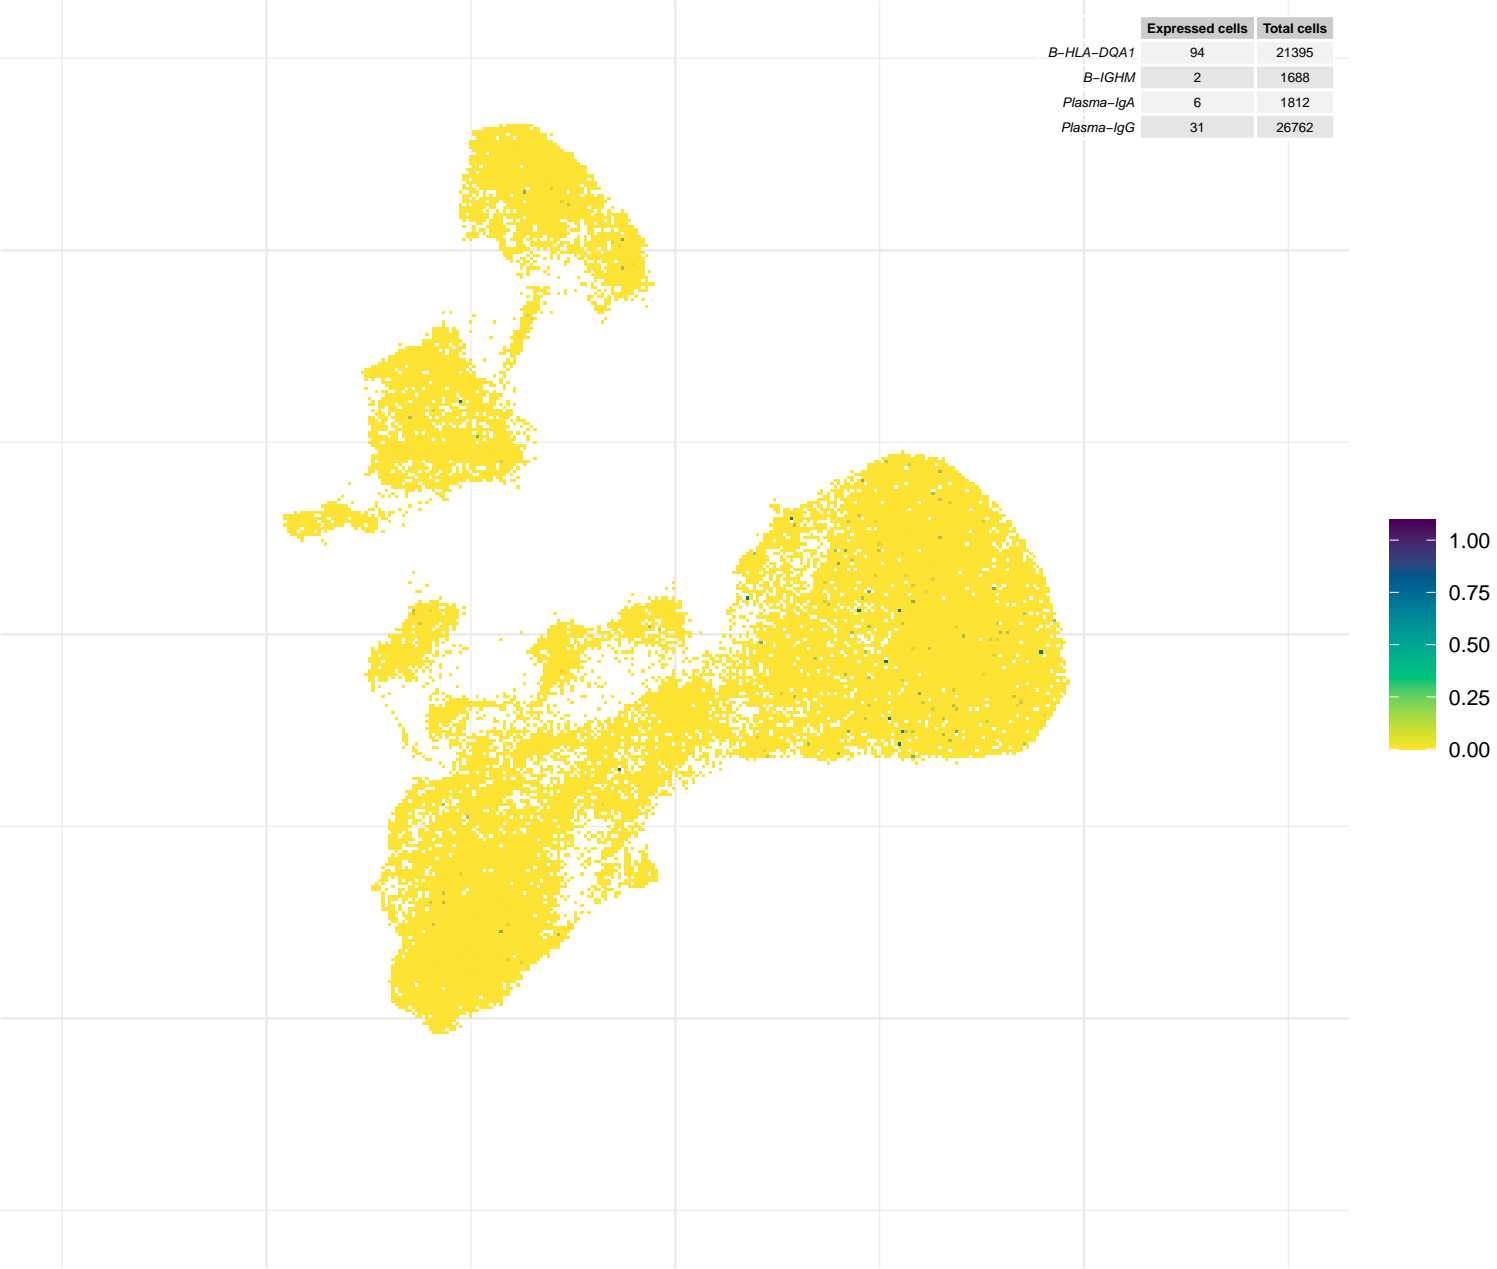 Expressed cells Total cells
B−HLA−DQA1 94 21395
B−IGHM 2 1688
Plasma−IgA 6 1812
Plasma−IgG 31 26762
1.00
0.75
0.50
0.25
0.00